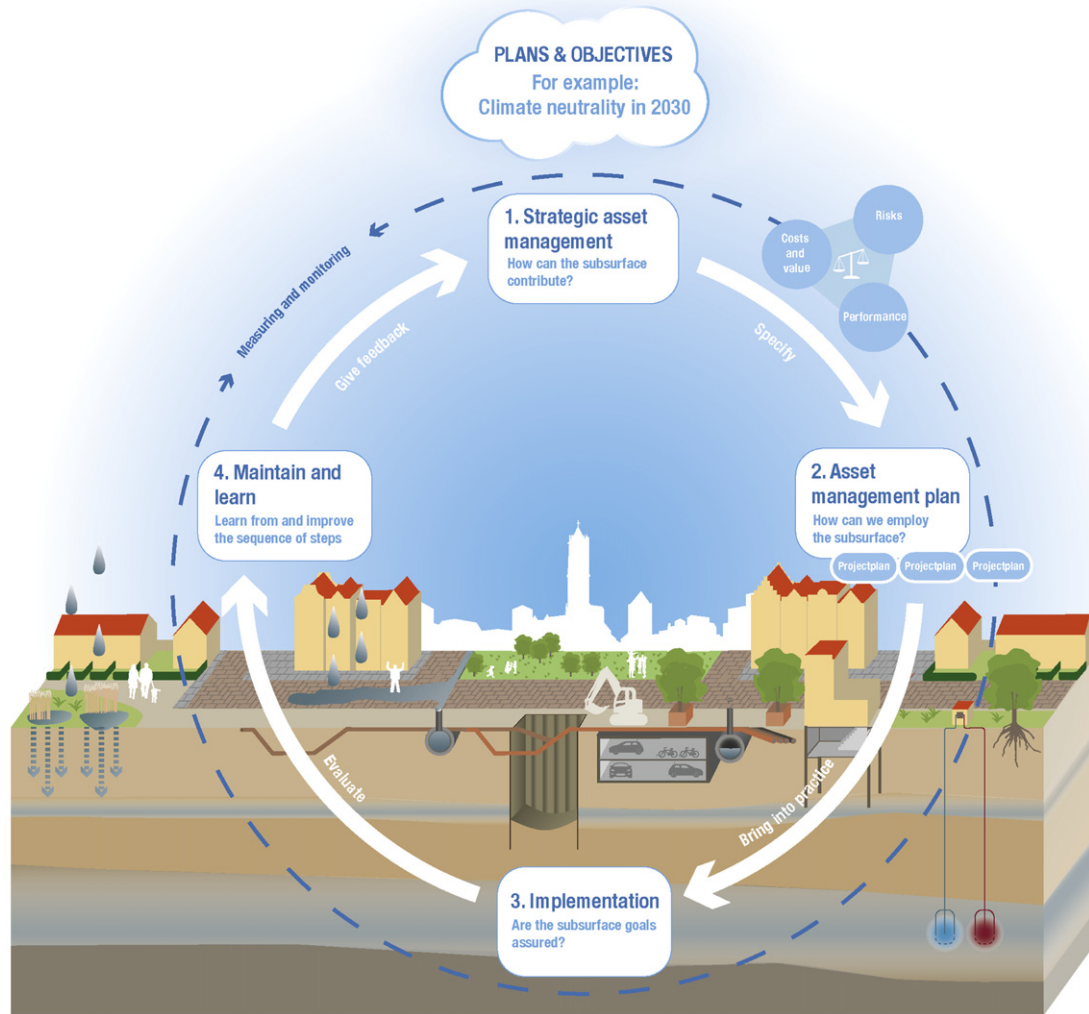 PLANS & OBJECTIVES
For example:
Climate neutrality in 2030
1. Strategic asset
management
How can the subsurface
contribute?
Risks
Costs
and
value
Performance
Measuring and monitoring
Give feedback
Specify
4. Maintain and
learn
Learn from and improve
the sequence of steps
2. Asset
management plan
How can we employ
the subsurface?
Projectplan
Projectplan
Projectplan
Evaluate
Bring into practice
3. Implementation
Are the subsurface goals
assured?